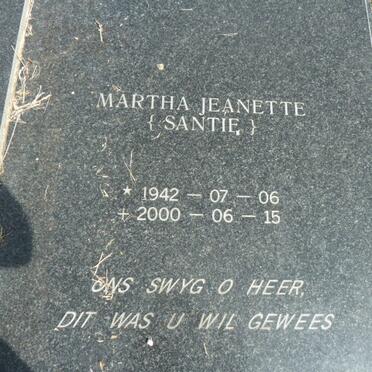 MARTHA JEANETTE
{ SANTIE }
* 1942 – 07 – 06
+ 2000 – 06 – 15
ONS SWYG O HEER,
DIT WAS U WIL GEWEES